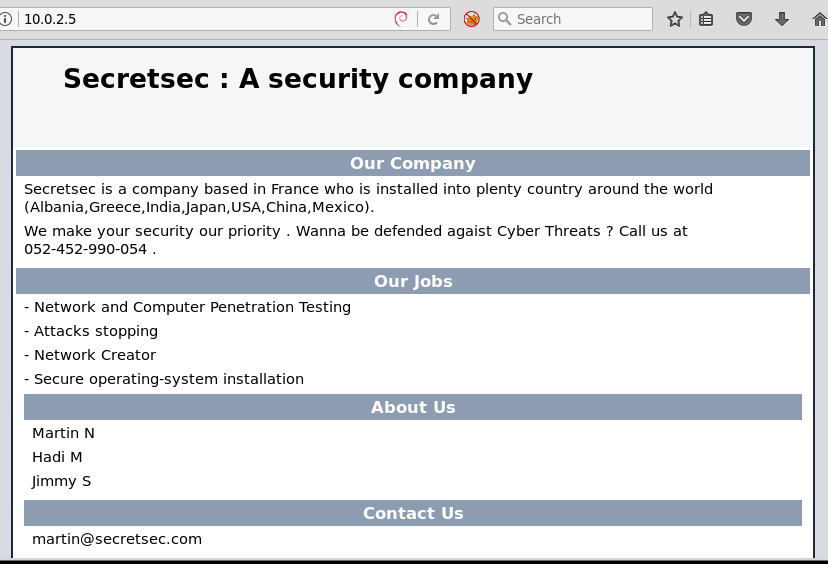 10.0.2.5
Search
Secretsec : A security company
Our Company
Secretsec is a company based in France who is installed into plenty country around the world
(Albania,Greece,India,Japan,USA,China,Mexico).
We make your security our priority . Wanna be defended agaist Cyber Threats ? Call us at
052-452-990-054 .
Our Jobs
- Network and Computer Penetration Testing
- Attacks stopping
- Network Creator
- Secure operating-system installation
About Us
Martin N
Hadi M
Jimmy S
Contact Us
martin@secretsec.com